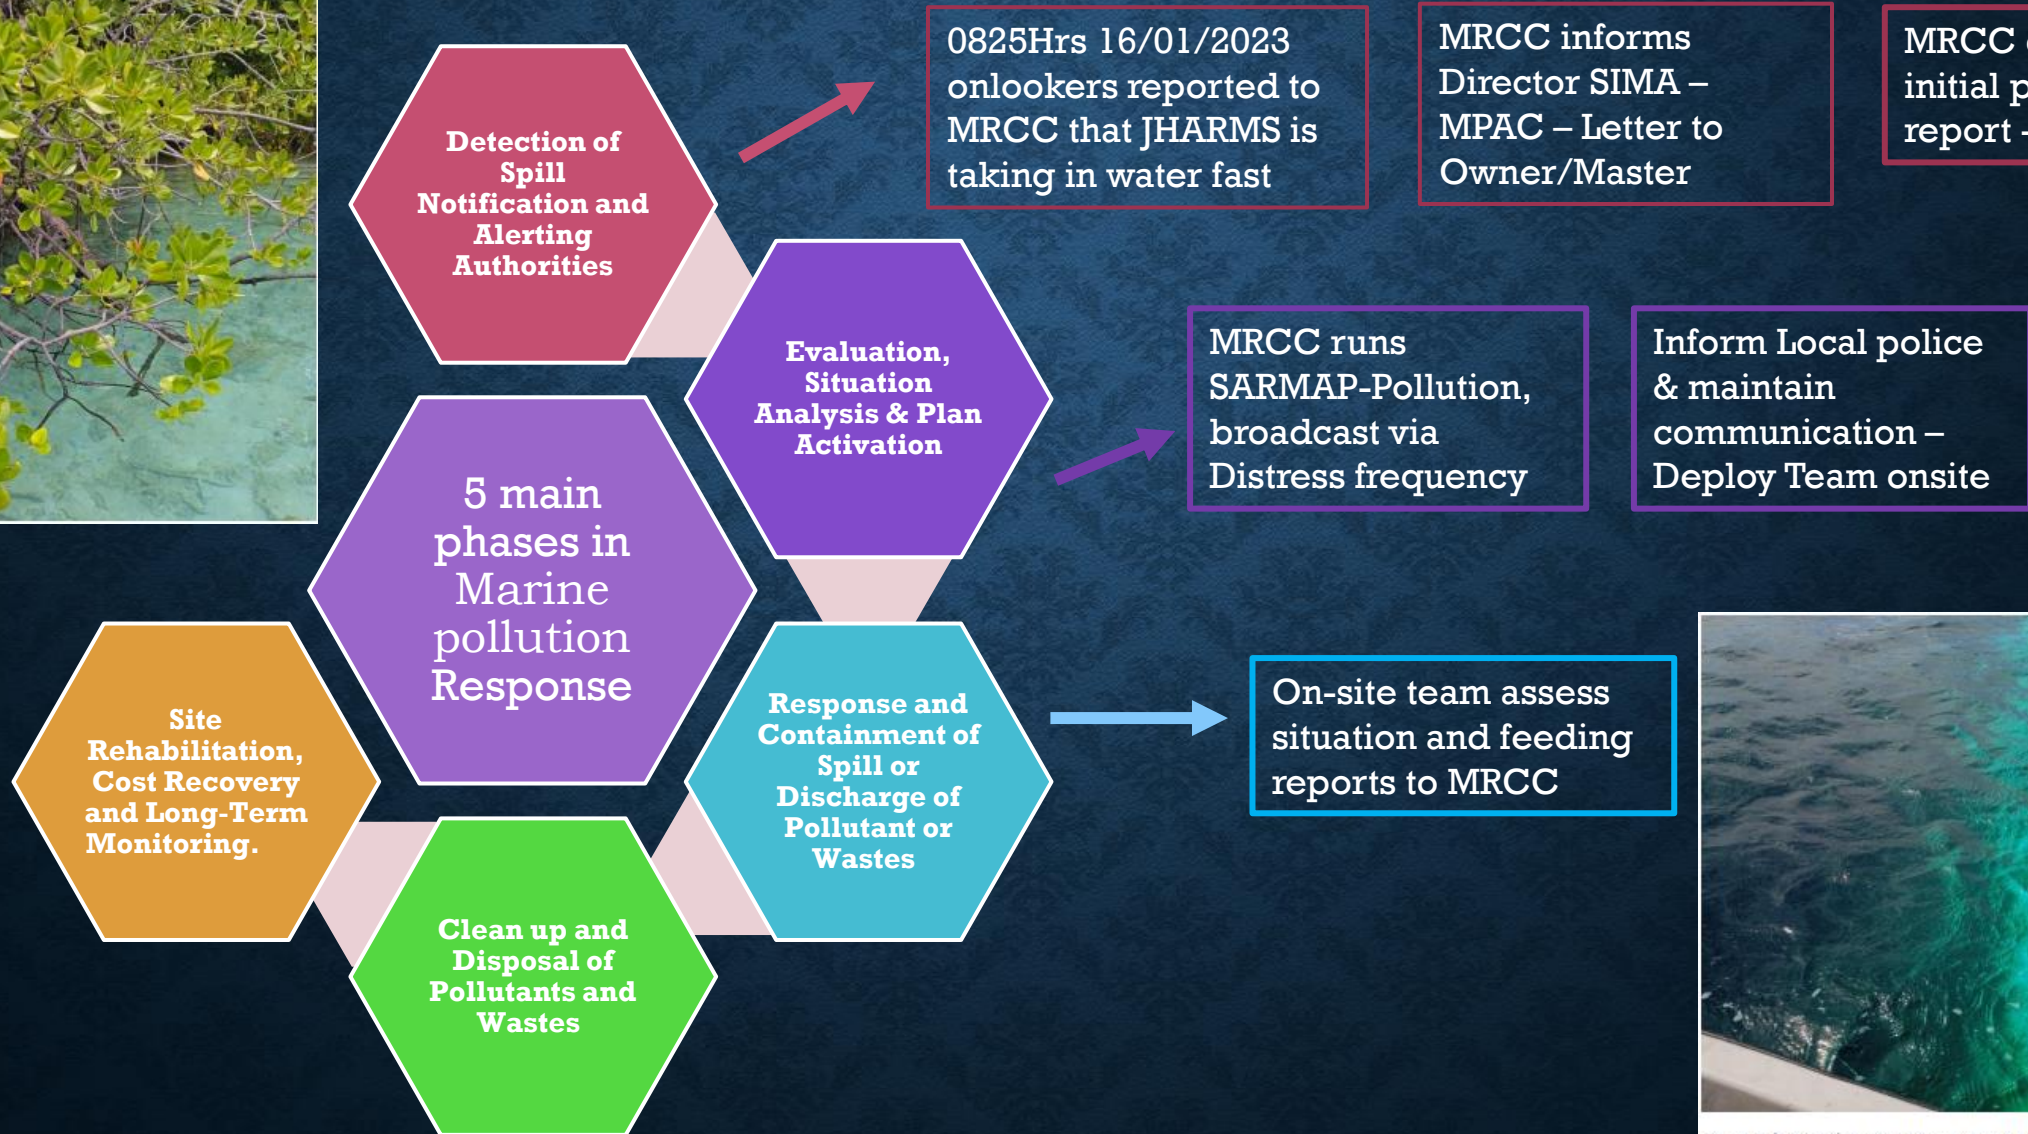 Detection of
Spill
Notification and
Alerting
Authorities
0825Hrs 16/01/2023
onlookers reported to
MRCC that JHARMS is
taking in water fast
MRCC informs
Director SIMA –
MPAC – Letter to
Owner/Master
MRCC
initial
report -
Evaluation,
Situation
Analysis & Plan
Activation
MRCC runs
SARMAP-Pollution,
broadcast via
Distress frequency
Inform Local police
& maintain
communication –
Deploy Team onsite
5 main
phases in
Marine
pollution
Response
Response and
Containment of
Spill or
Discharge of
Pollutant or
Wastes
On-site team assess
situation and feeding
reports to MRCC
Clean up and
Disposal of
Pollutants and
Wastes
Site
Rehabilitation,
Cost Recovery
and Long-Term
Monitoring.